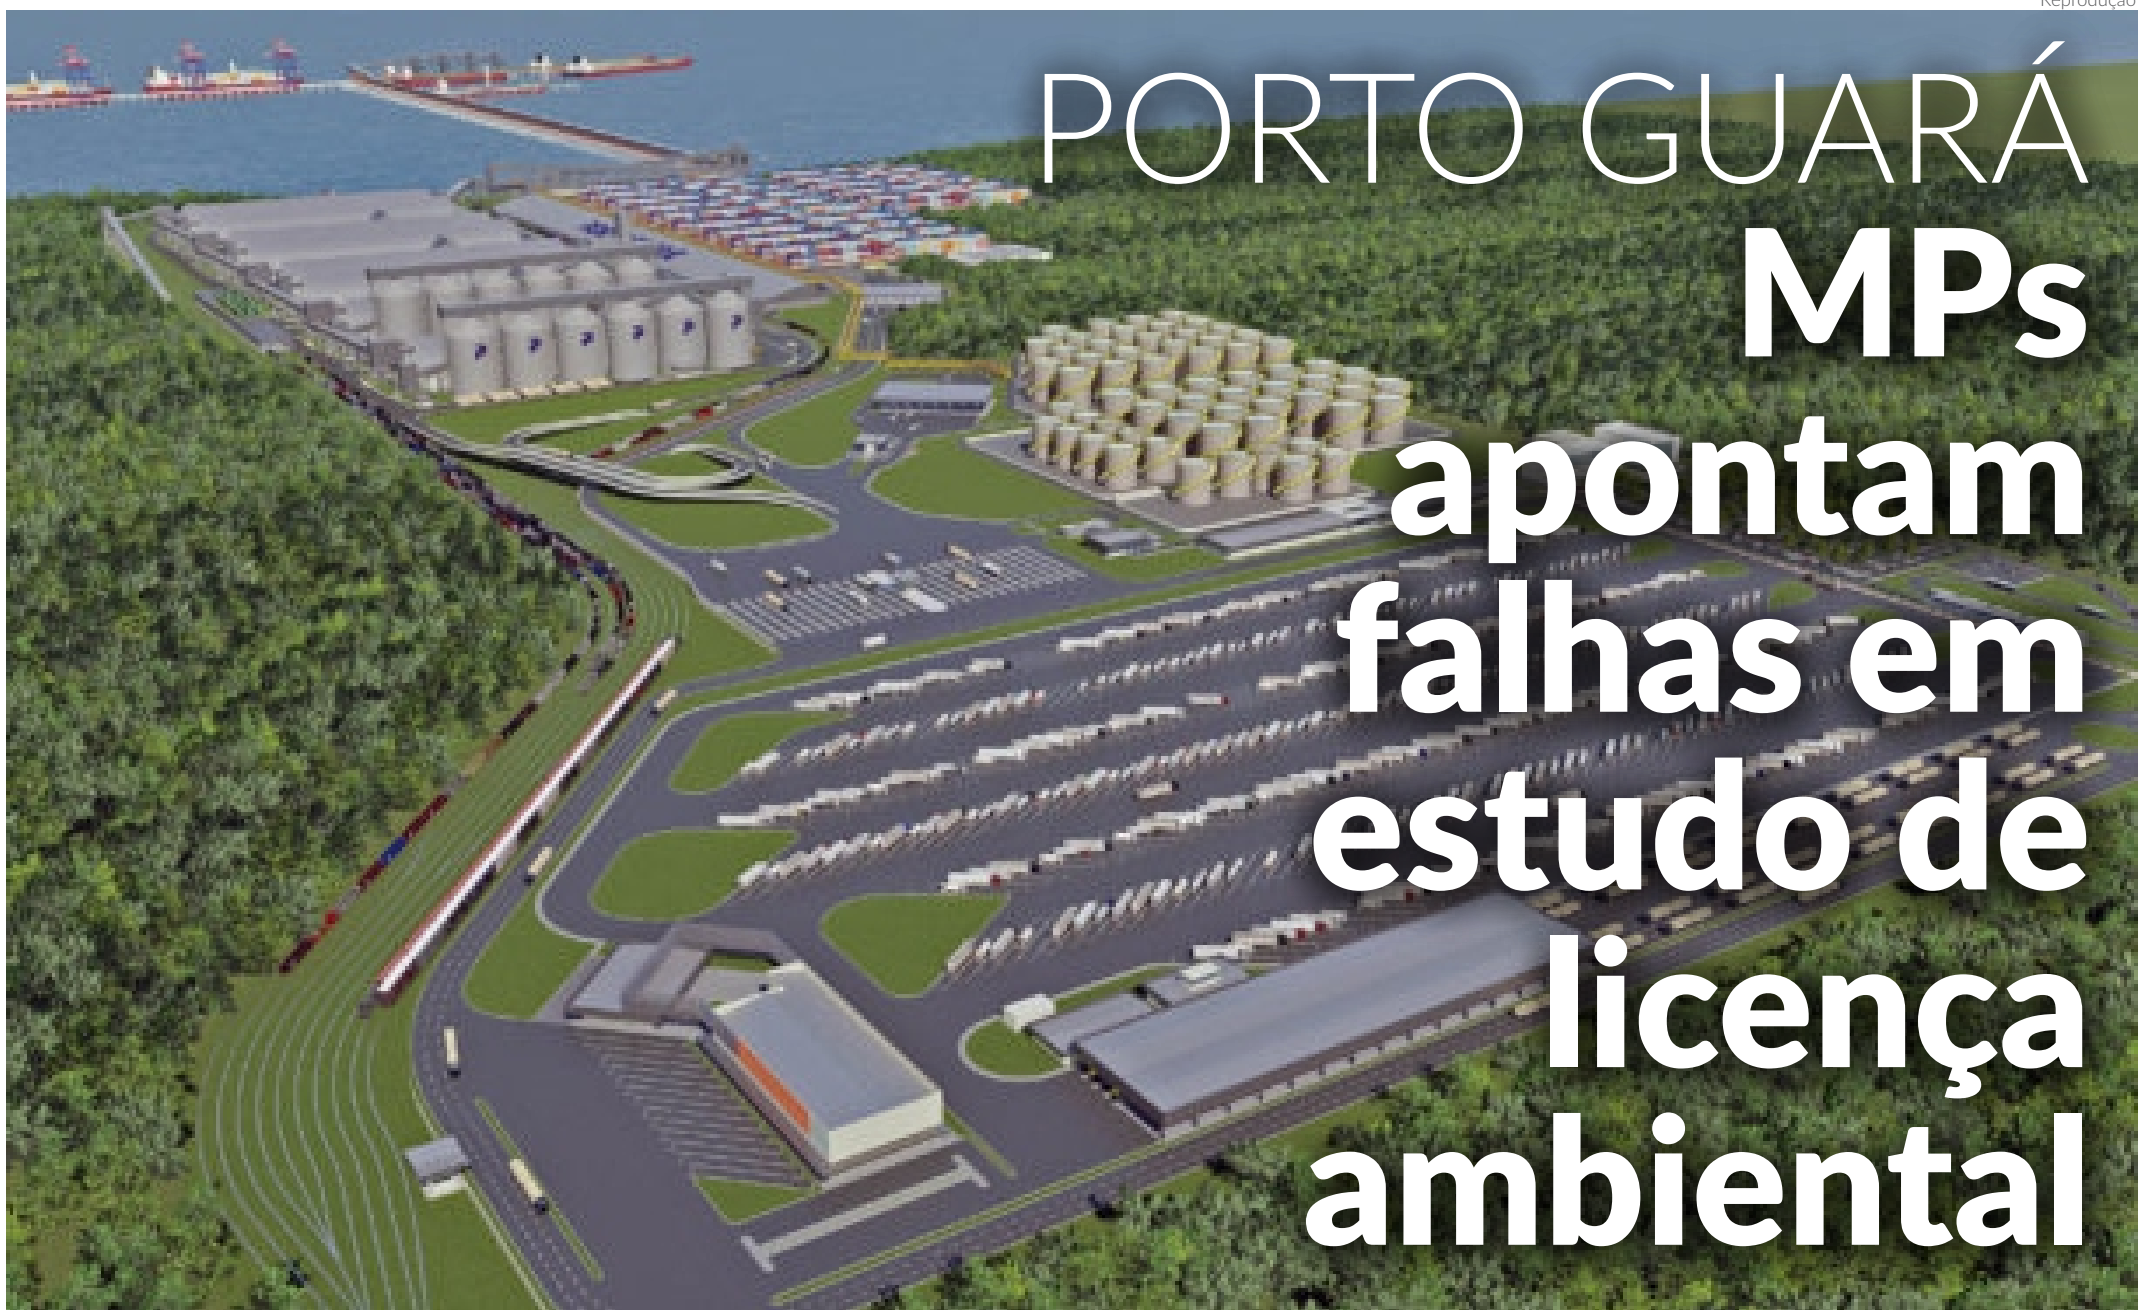 Reprodução
PORTO GUARÁ
MPs
apontam
falhas em
estudo de
licença
ambiental